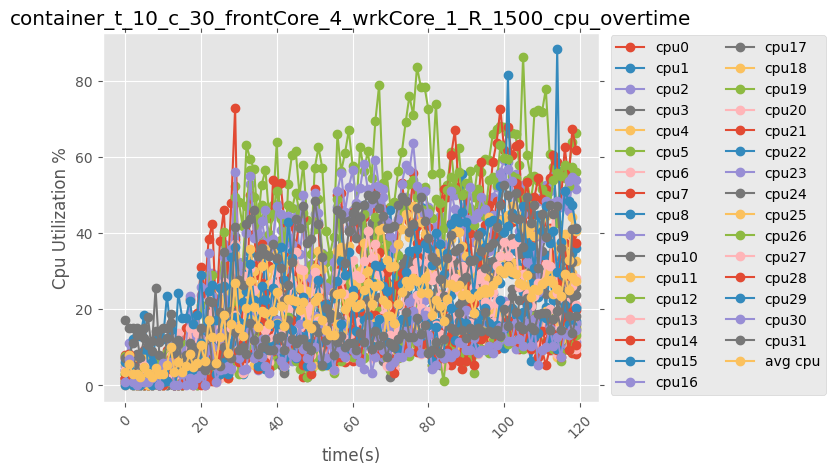 container_t_10_c_30_frontCore_4_wrkCore_1_R_1500_cpu_overtime
Cpu Utilization %
80
60
40
20
0
0
20
40
60
80
100
120
time(s)
cpu0
cpu1
cpu2
cpu3
cpu4
cpu5
cpu6
cpu7
cpu8
cpu9
cpu10
cpu11
cpu12
cpu13
cpu14
cpu15
cpu16
cpu17
cpu18
cpu19
cpu20
cpu21
cpu22
cpu23
cpu24
cpu25
cpu26
cpu27
cpu28
cpu29
cpu30
cpu31
avg cpu